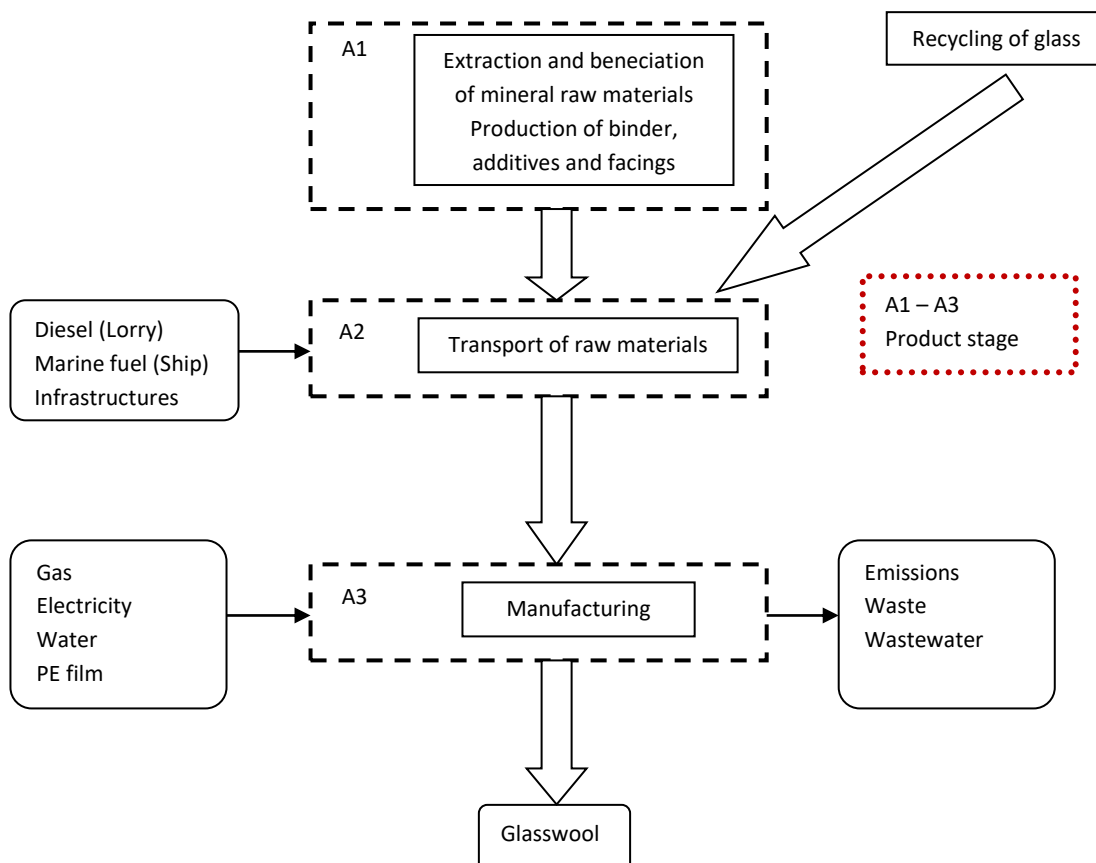 A1
Extraction and beneciation
of mineral raw materials
Production of binder,
additives and facings
Recycling of glass
Diesel (Lorry)
Marine fuel (Ship)
Infrastructures
A2
Transport of raw materials
A1 – A3
Product stage
Gas
Electricity
Water
PE film
A3
Manufacturing
Emissions
Waste
Wastewater
Glasswool